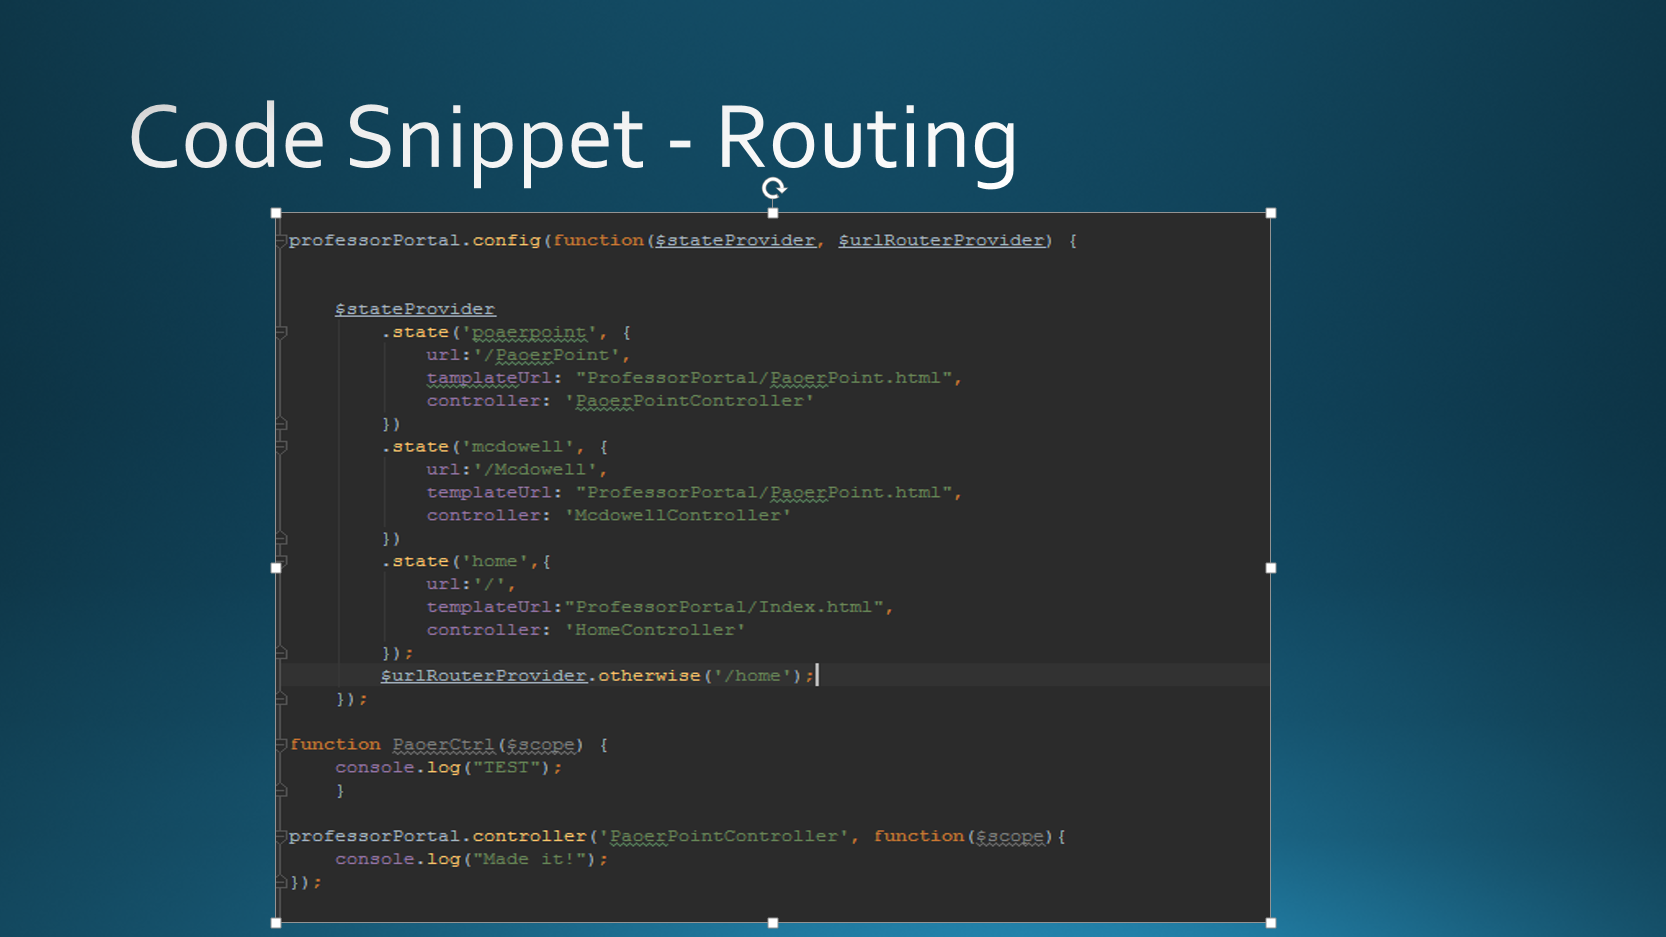 Code Snippet - Routing
professorPortal.config(function($stateProvider, $urlRouterProvider) {
$stateProvider
.state('poaerpoint', {
url:'/PaoerPoint',
tamplateUrl: "ProfessorPortal/PaoerPoint.html",
controller: 'PaoerPointController'
})
.state('mcdowell', {
url:'/Mcdowell',
templateUrl: "ProfessorPortal/PaoerPoint.html",
controller: 'McdowellController'
})
.state('home',{
url:'/',
templateUrl:"ProfessorPortal/Index.html",
controller: 'HomeController'
});
$urlRouterProvider.otherwise('/home');
});
function PaoerCtrl($scope) {
console.log("TEST");
}
professorPortal.controller('PaoerPointController', function($scope){
console.log("Made it!");
});